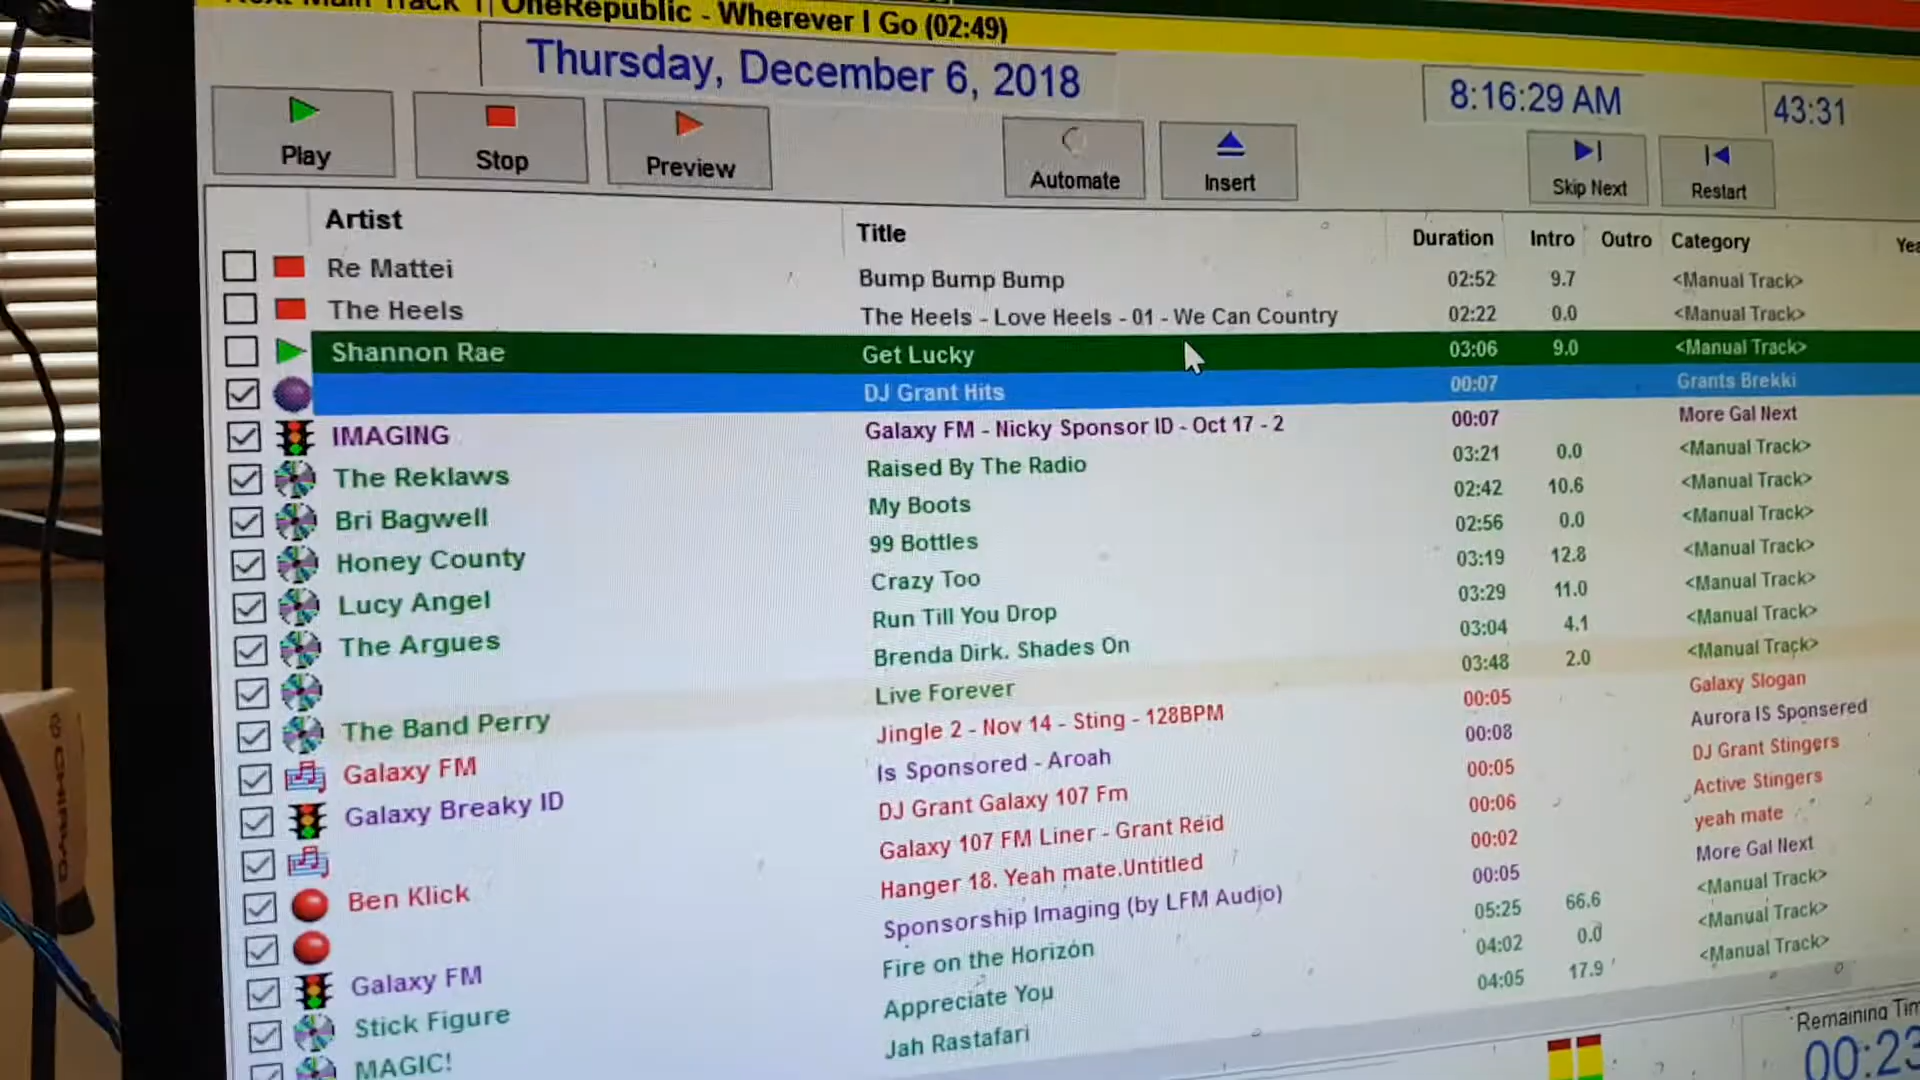 OneRepublic - Wherever I Go (02:49)
Thursday, December 6, 2018 8:16:29 AM 43:31
Play Stop Preview Automate Insert Skip Next Restart
Artist Title Duration Intro Outro Category
Re Mattei Bump Bump Bump 02:52 9.7 <Manual Track>
The Heels The Heels - Love Heels - 01 - We Can Country 02:22 0.0 <Manual Track>
Shannon Rae Get Lucky 03:06 9.0 <Manual Track>
DJ Grant Hits 00:07 Grants Brekki
IMAGING Galaxy FM - Nicky Sponsor ID - Oct 17 - 2 00:07 More Gal Next
The Reklaws Raised By The Radio 03:21 0.0 <Manual Track>
Bri Bagwell My Boots 02:42 10.6 <Manual Track>
Honey County 99 Bottles 02:56 0.0 <Manual Track>
Lucy Angel Crazy Too 03:19 12.8 <Manual Track>
The Argues Run Till You Drop 03:29 11.0 <Manual Track>
Brenda Dirk. Shades On 03:04 4.1 <Manual Track>
The Band Perry Live Forever 03:48 2.0 <Manual Track>
Galaxy FM Jingle 2 - Nov 14 - Sting - 128BPM 00:05 Galaxy Slogan
Galaxy Breaky ID Is Sponsored - Aroah 00:08 Aurora IS Sponsered
DJ Grant Galaxy 107 Fm 00:05 DJ Grant Stingers
Ben Klick Galaxy 107 FM Liner - Grant Reid 00:06 Active Stingers
Hanger 18. Yeah mate.Untitled 00:02 yeah mate
Galaxy FM Sponsorship Imaging (by LFM Audio) 00:05 More Gal Next
Stick Figure Fire on the Horizon 05:25 66.6 <Manual Track>
MAGIC! Appreciate You 04:02 0.0 <Manual Track>
Jah Rastafari 04:05 17.9 <Manual Track>
Remaining
00:23